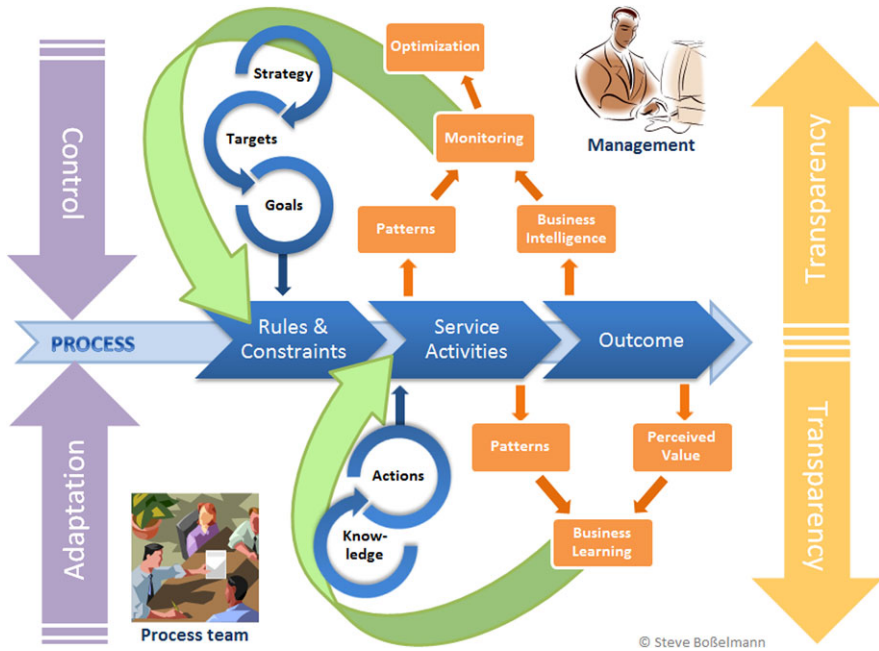 Optimization
Strategy
Control
Targets
Monitoring
Management
Transparency
Goals
Patterns
Business
Intelligence
PROCESS
Rules &
Constraints
Service
Activities
Outcome
Adaptation
Actions
Know-
ledge
Patterns
Perceived
Value
Transparency
Business
Learning
Process team
© Steve Boßelmann